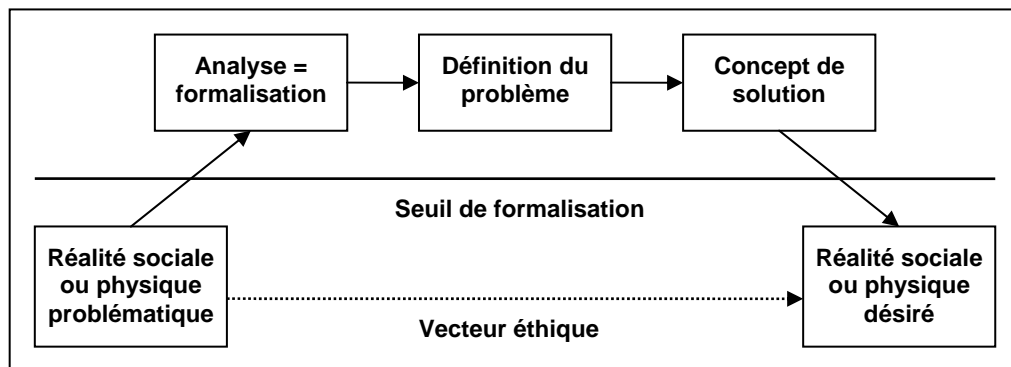 Analyse =
formalisation
Définition du
problème
Concept de
solution
Seuil de formalisation
Réalité sociale
ou physique
problématique
Réalité sociale
ou physique
désiré
Vecteur éthique